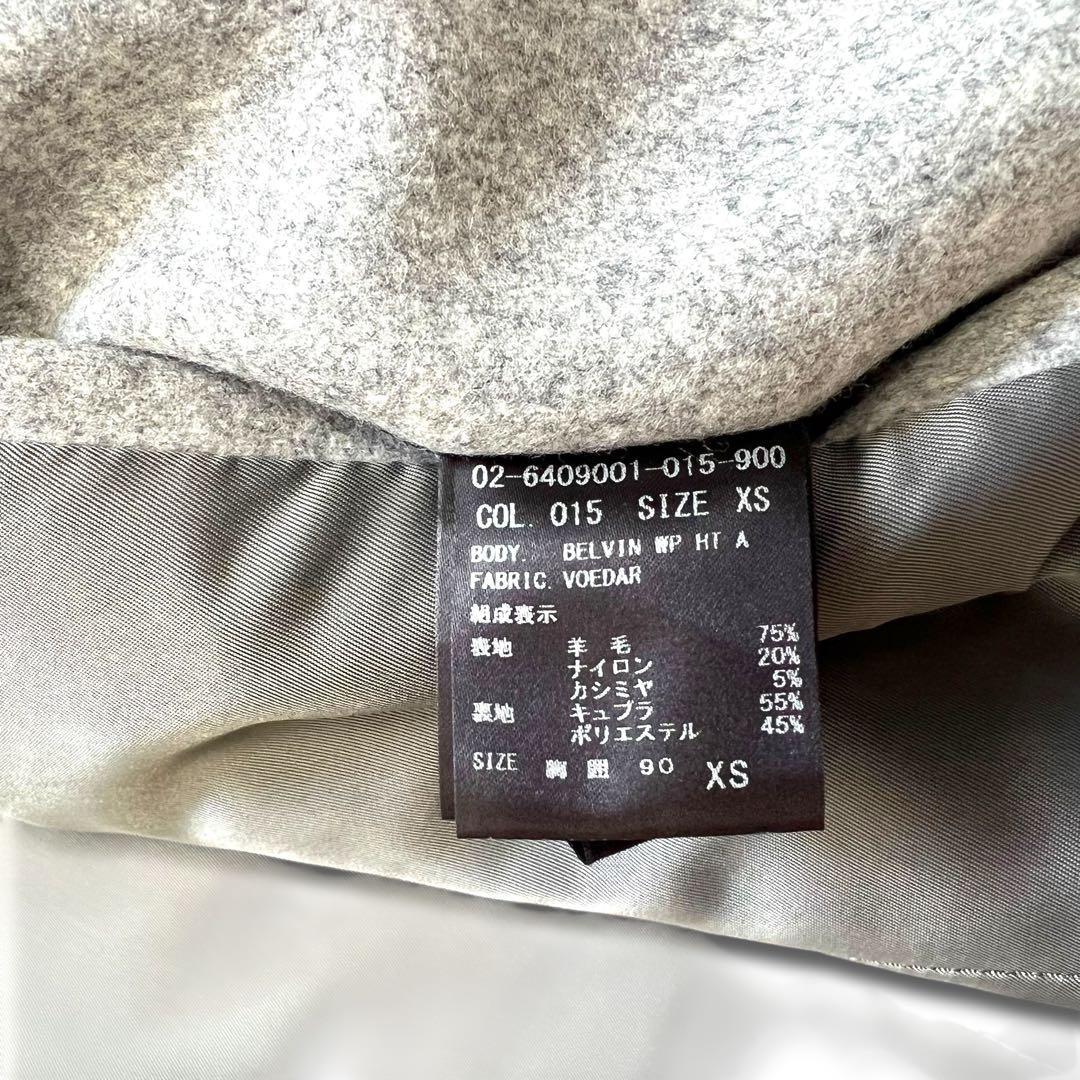 02-6409001-015-900
COL. 015 SIZE XS
BODY. BELVIN WP HT A
FABRIC. VOEDAR
組成表示
表地 羊 毛 75%
ナイロン 20%
カシミヤ 5%
裏地 キュプラ 55%
ポリエステル 45%
SIZE 胸 囲 90 XS